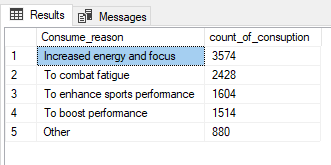 Results Messages
Consume_reason count_of_consuption
1 Increased energy and focus 3574
2 To combat fatigue 2428
3 To enhance sports performance 1604
4 To boost performance 1514
5 Other 880